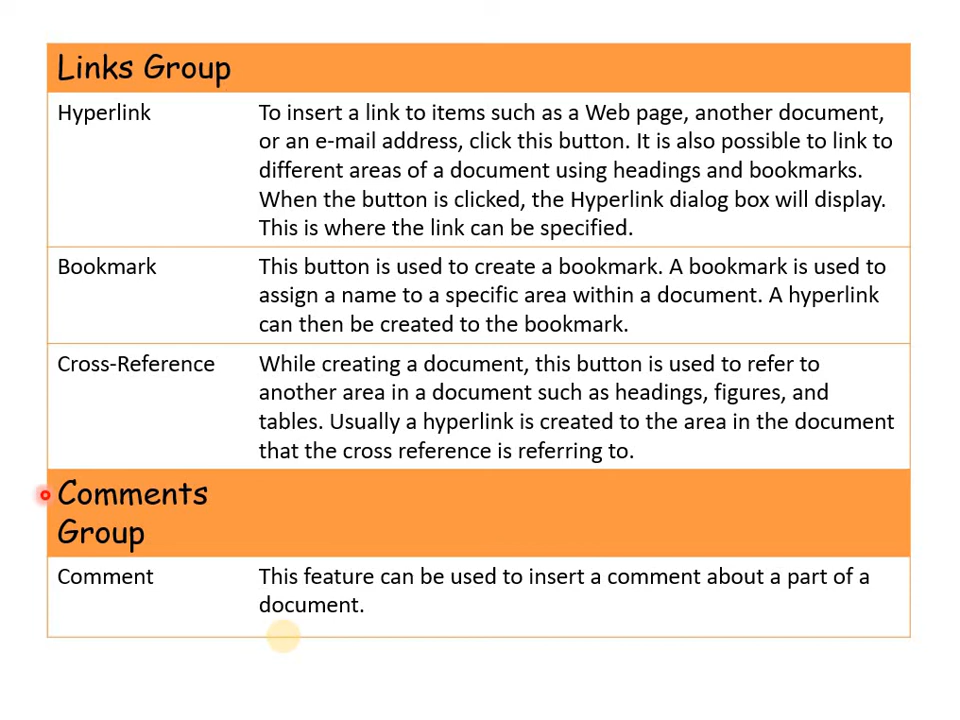 Links Group
Hyperlink
To insert a link to items such as a Web page, another document,
or an e-mail address, click this button. It is also possible to link to
different areas of a document using headings and bookmarks.
When the button is clicked, the Hyperlink dialog box will display.
This is where the link can be specified.
Bookmark
This button is used to create a bookmark. A bookmark is used to
assign a name to a specific area within a document. A hyperlink
can then be created to the bookmark.
Cross-Reference
While creating a document, this button is used to refer to
another area in a document such as headings, figures, and
tables. Usually a hyperlink is created to the area in the document
that the cross reference is referring to.
Comments
Group
Comment
This feature can be used to insert a comment about a part of a
document.